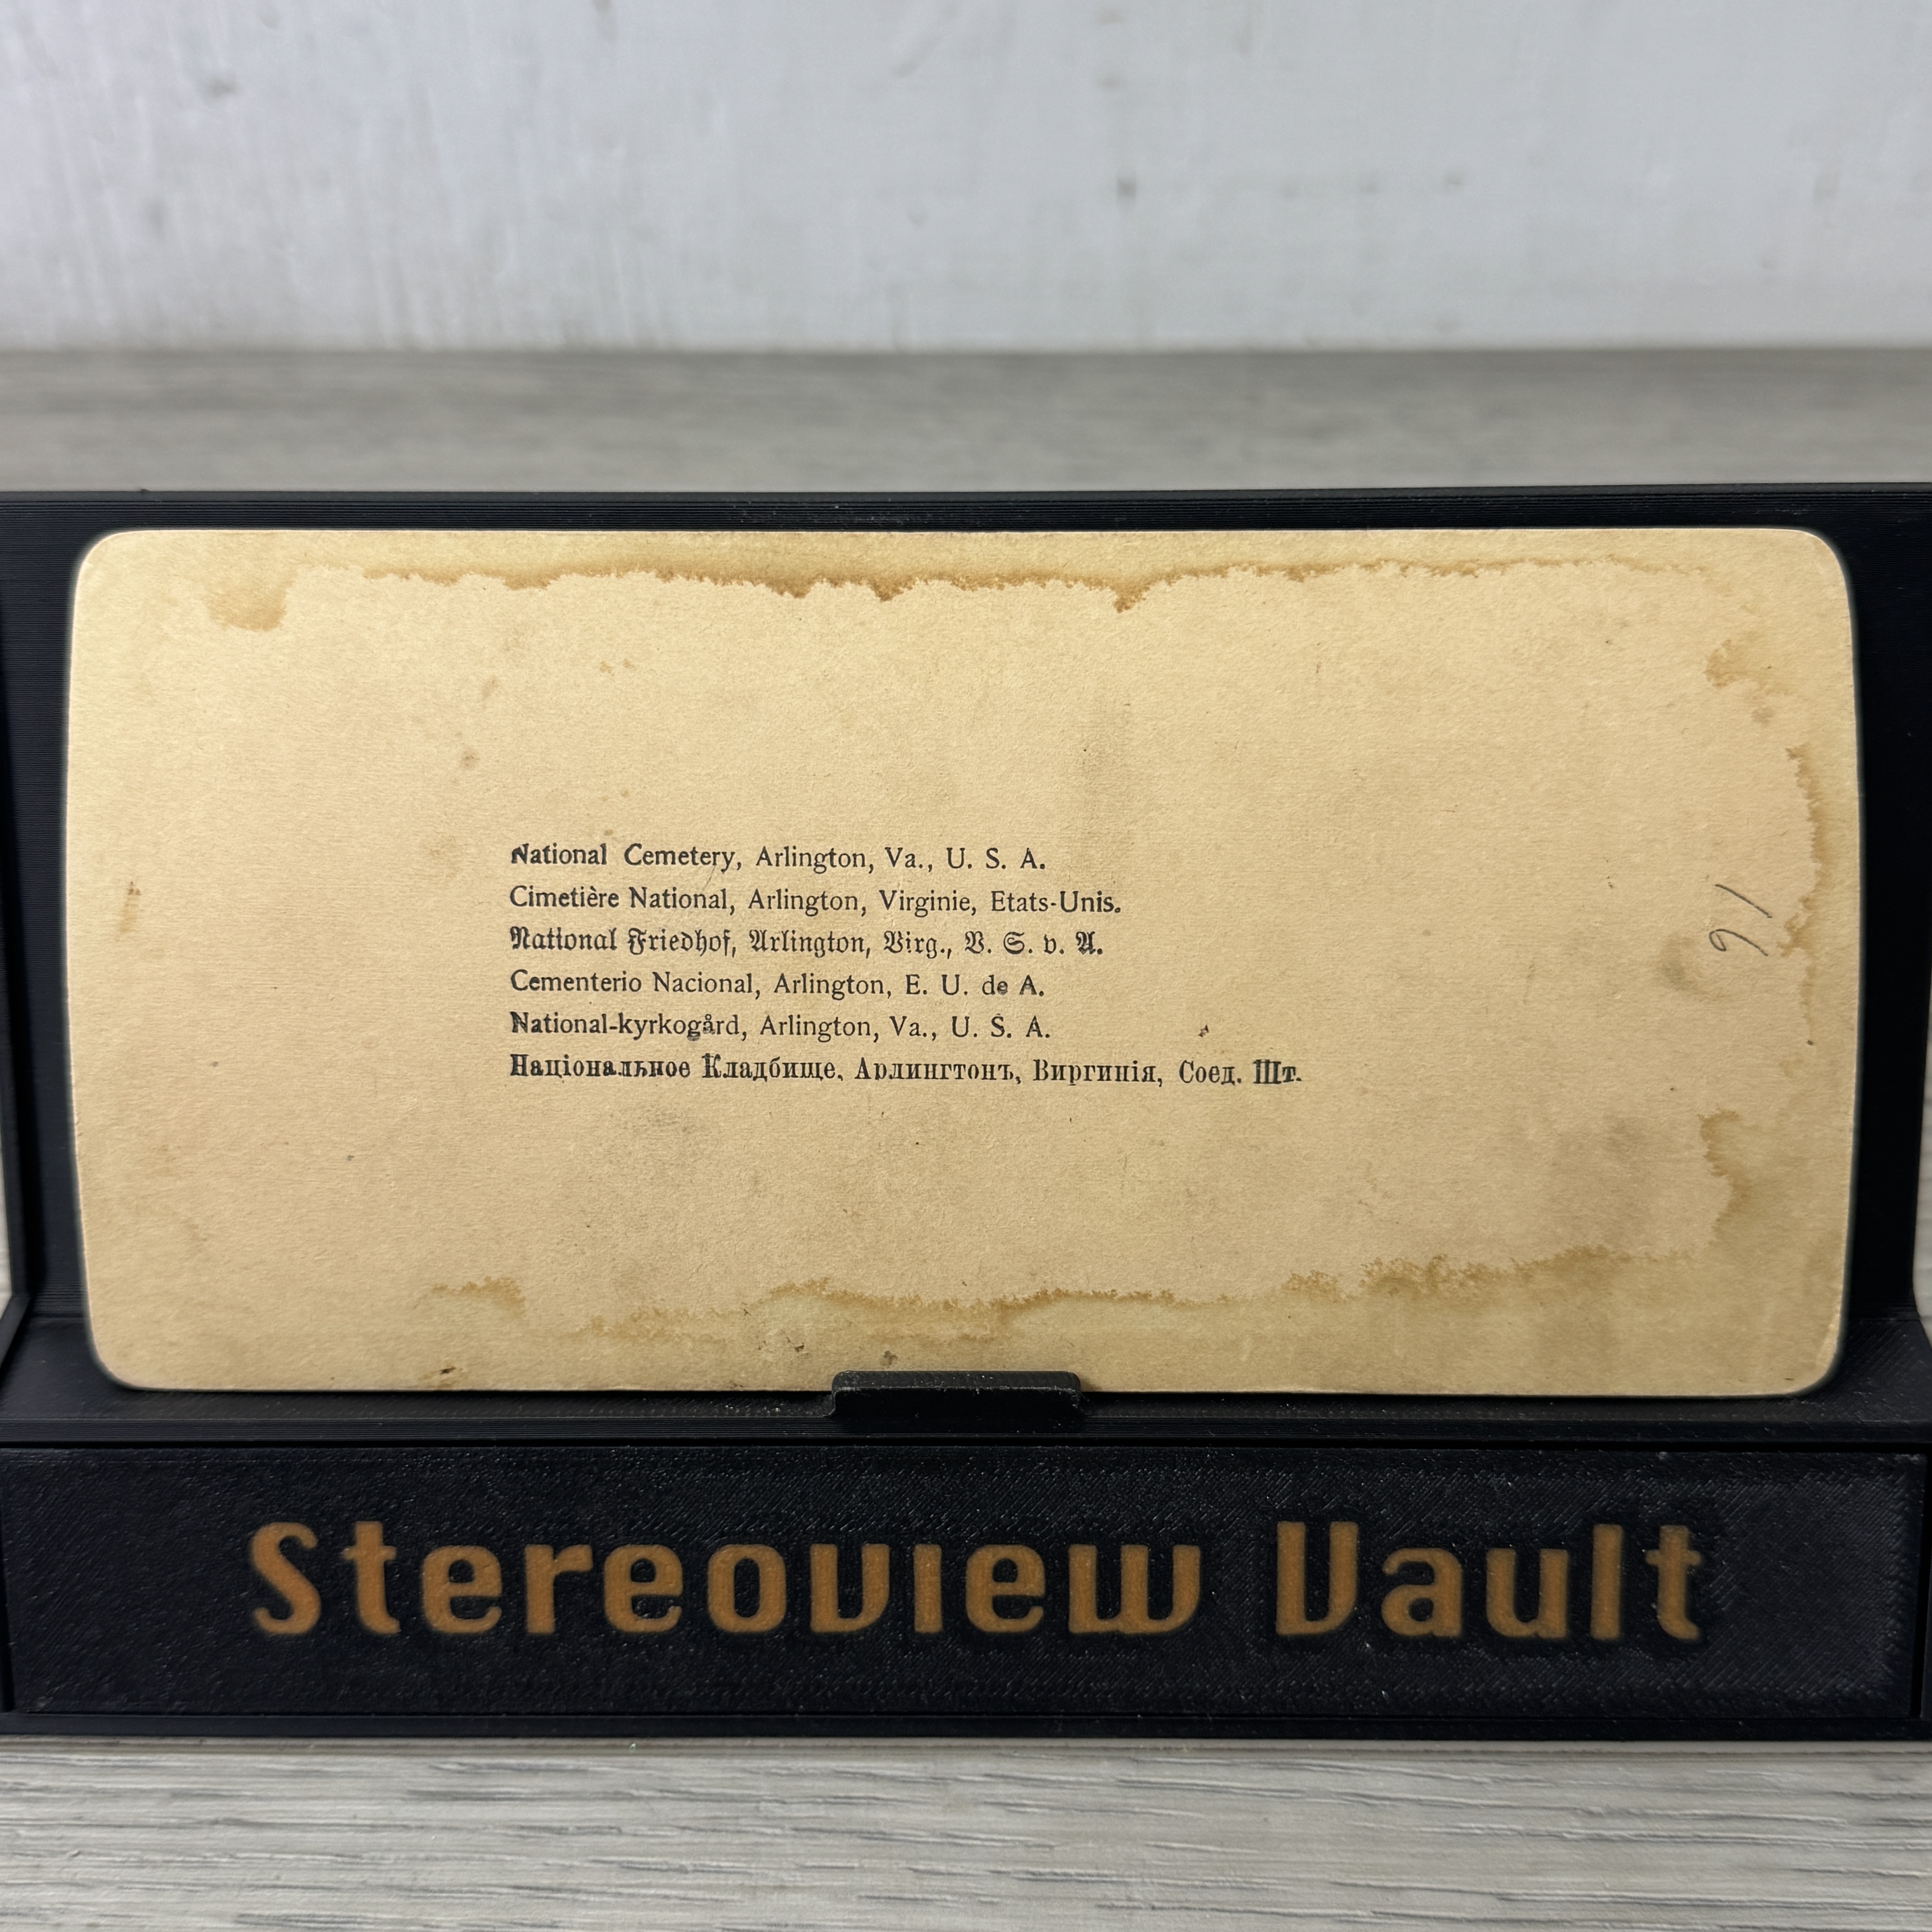 National Cemetery, Arlington, Va., U. S. A.
Cimetière National, Arlington, Virginie, Etats-Unis.
National Friedhof, Arlington, Virg., V. S. v. A.
Cementerio Nacional, Arlington, E. U. de A.
National-kyrkogård, Arlington, Va., U. S. A.
Національное Кладбище, Арлингтонъ, Виргинія, Соед. Шт.
16
Stereoview Vault